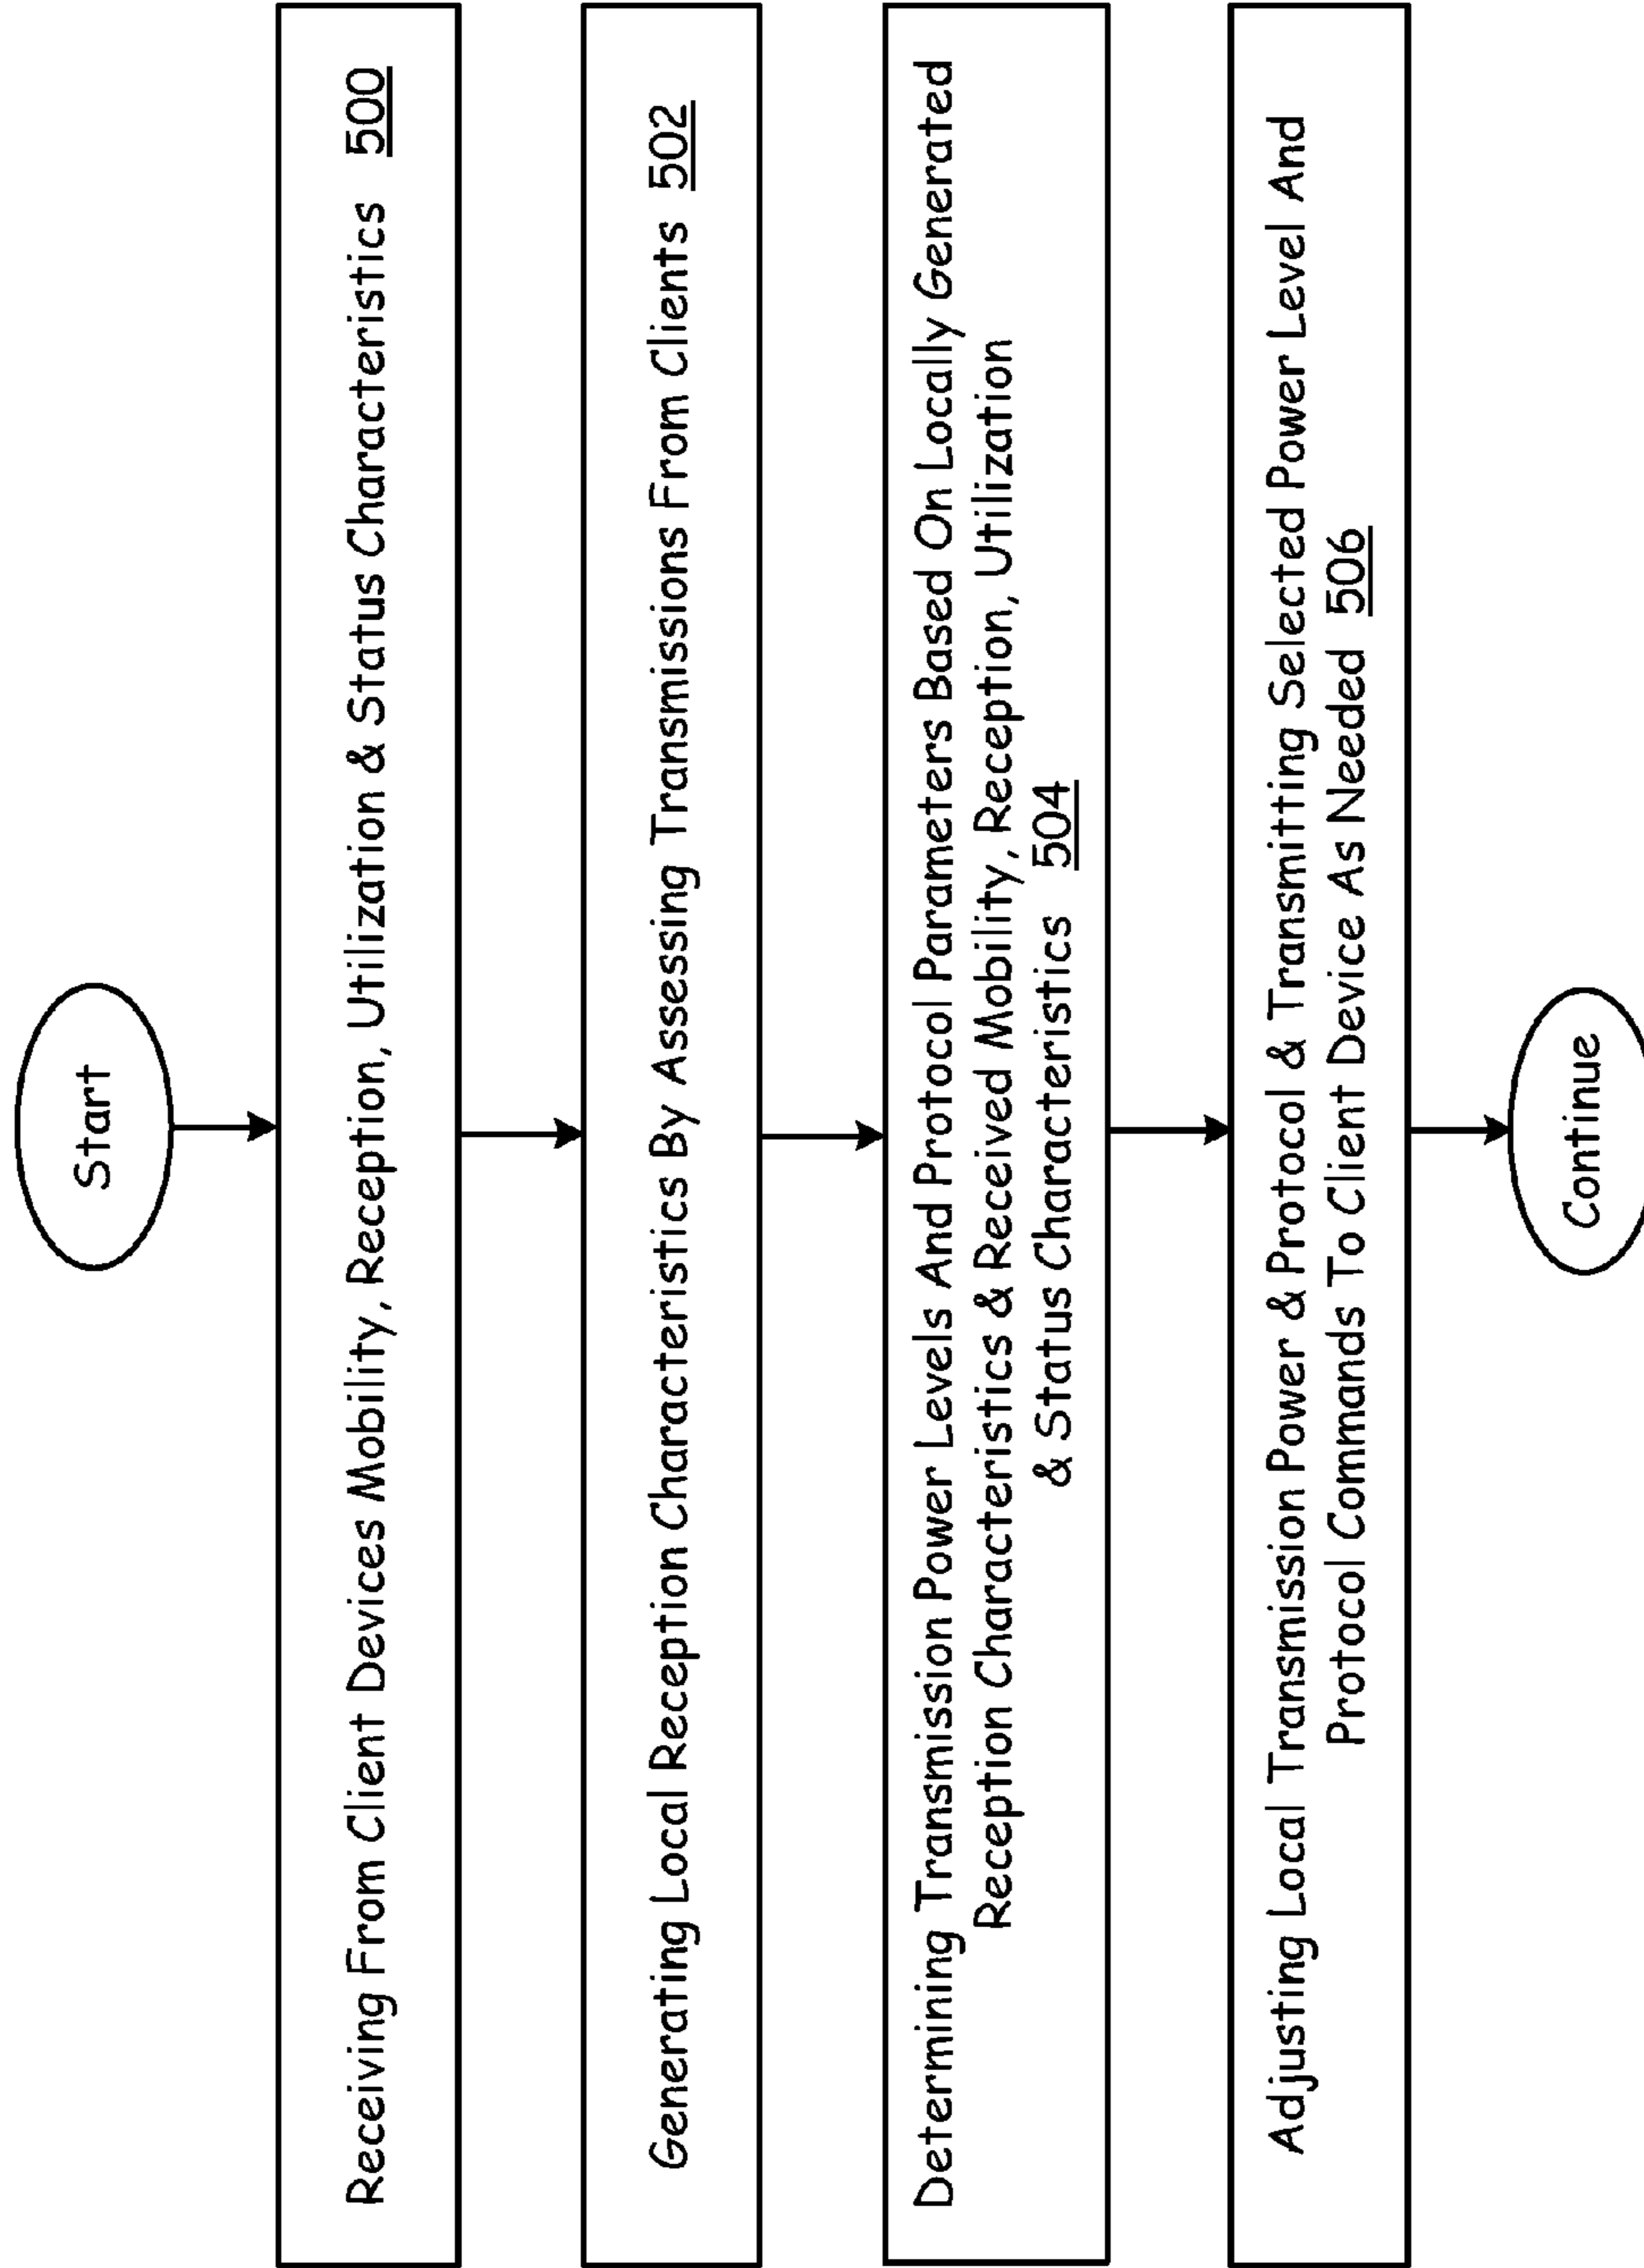 Start
Receiving From Client Devices Mobility, Reception, Utilization & Status Characteristics 500
Generating Local Reception Characteristics By Assessing Transmissions From Clients 502
Determining Transmission Power Levels And Protocol Parameters Based On Locally Generated
Reception Characteristics & Received Mobility, Reception, Utilization
& Status Characteristics 504
Adjusting Local Transmission Power & Protocol & Transmitting Selected Power Level And
Protocol Commands To Client Device As Needed 506
Continue